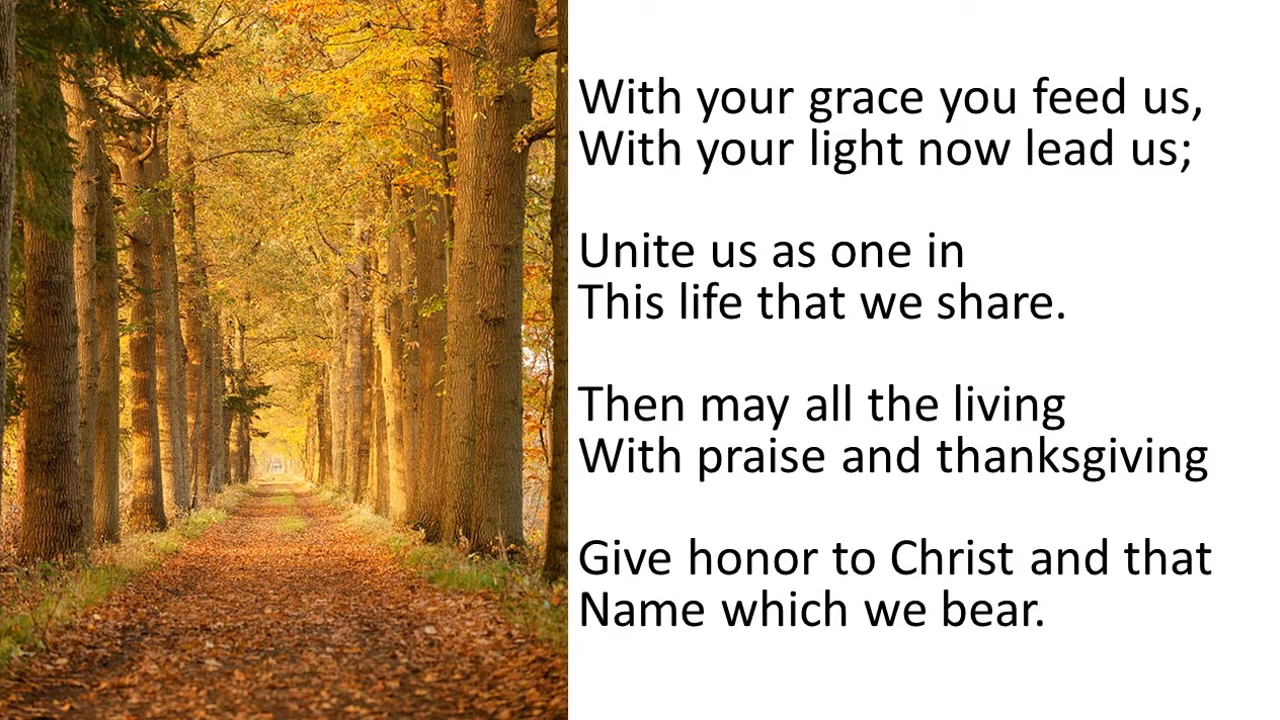 With your grace you feed us,
With your light now lead us;
Unite us as one in
This life that we share.
Then may all the living
With praise and thanksgiving
Give honor to Christ and that
Name which we bear.